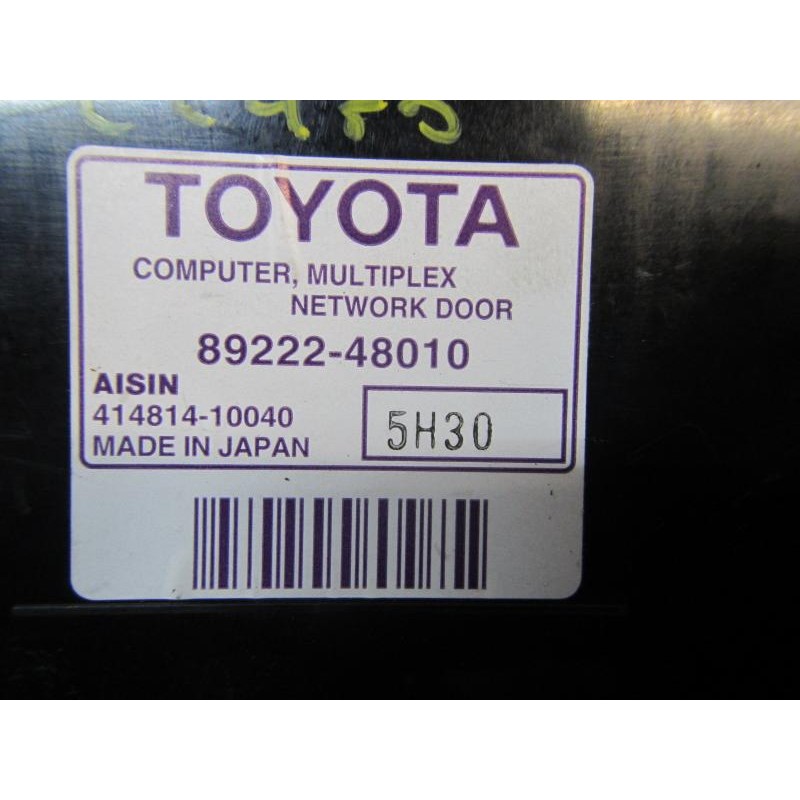 TOYOTA
COMPUTER, MULTIPLEX
NETWORK DOOR
89222-48010
AISIN
414814-10040
5H30
MADE IN JAPAN